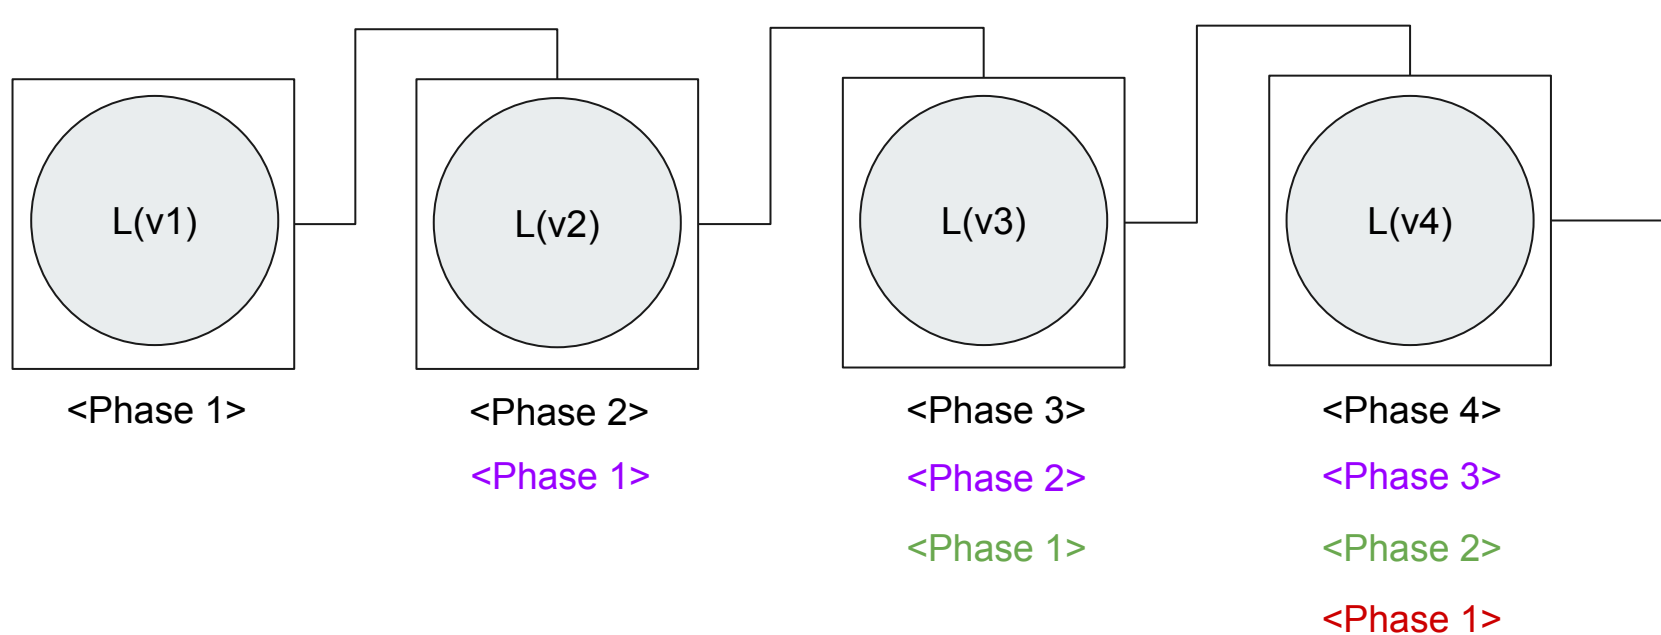 L(v1)
L(v2)
L(v3)
L(v4)
<Phase 1>
<Phase 2>
<Phase 3>
<Phase 4>
<Phase 1>
<Phase 2>
<Phase 3>
<Phase 1>
<Phase 2>
<Phase 1>